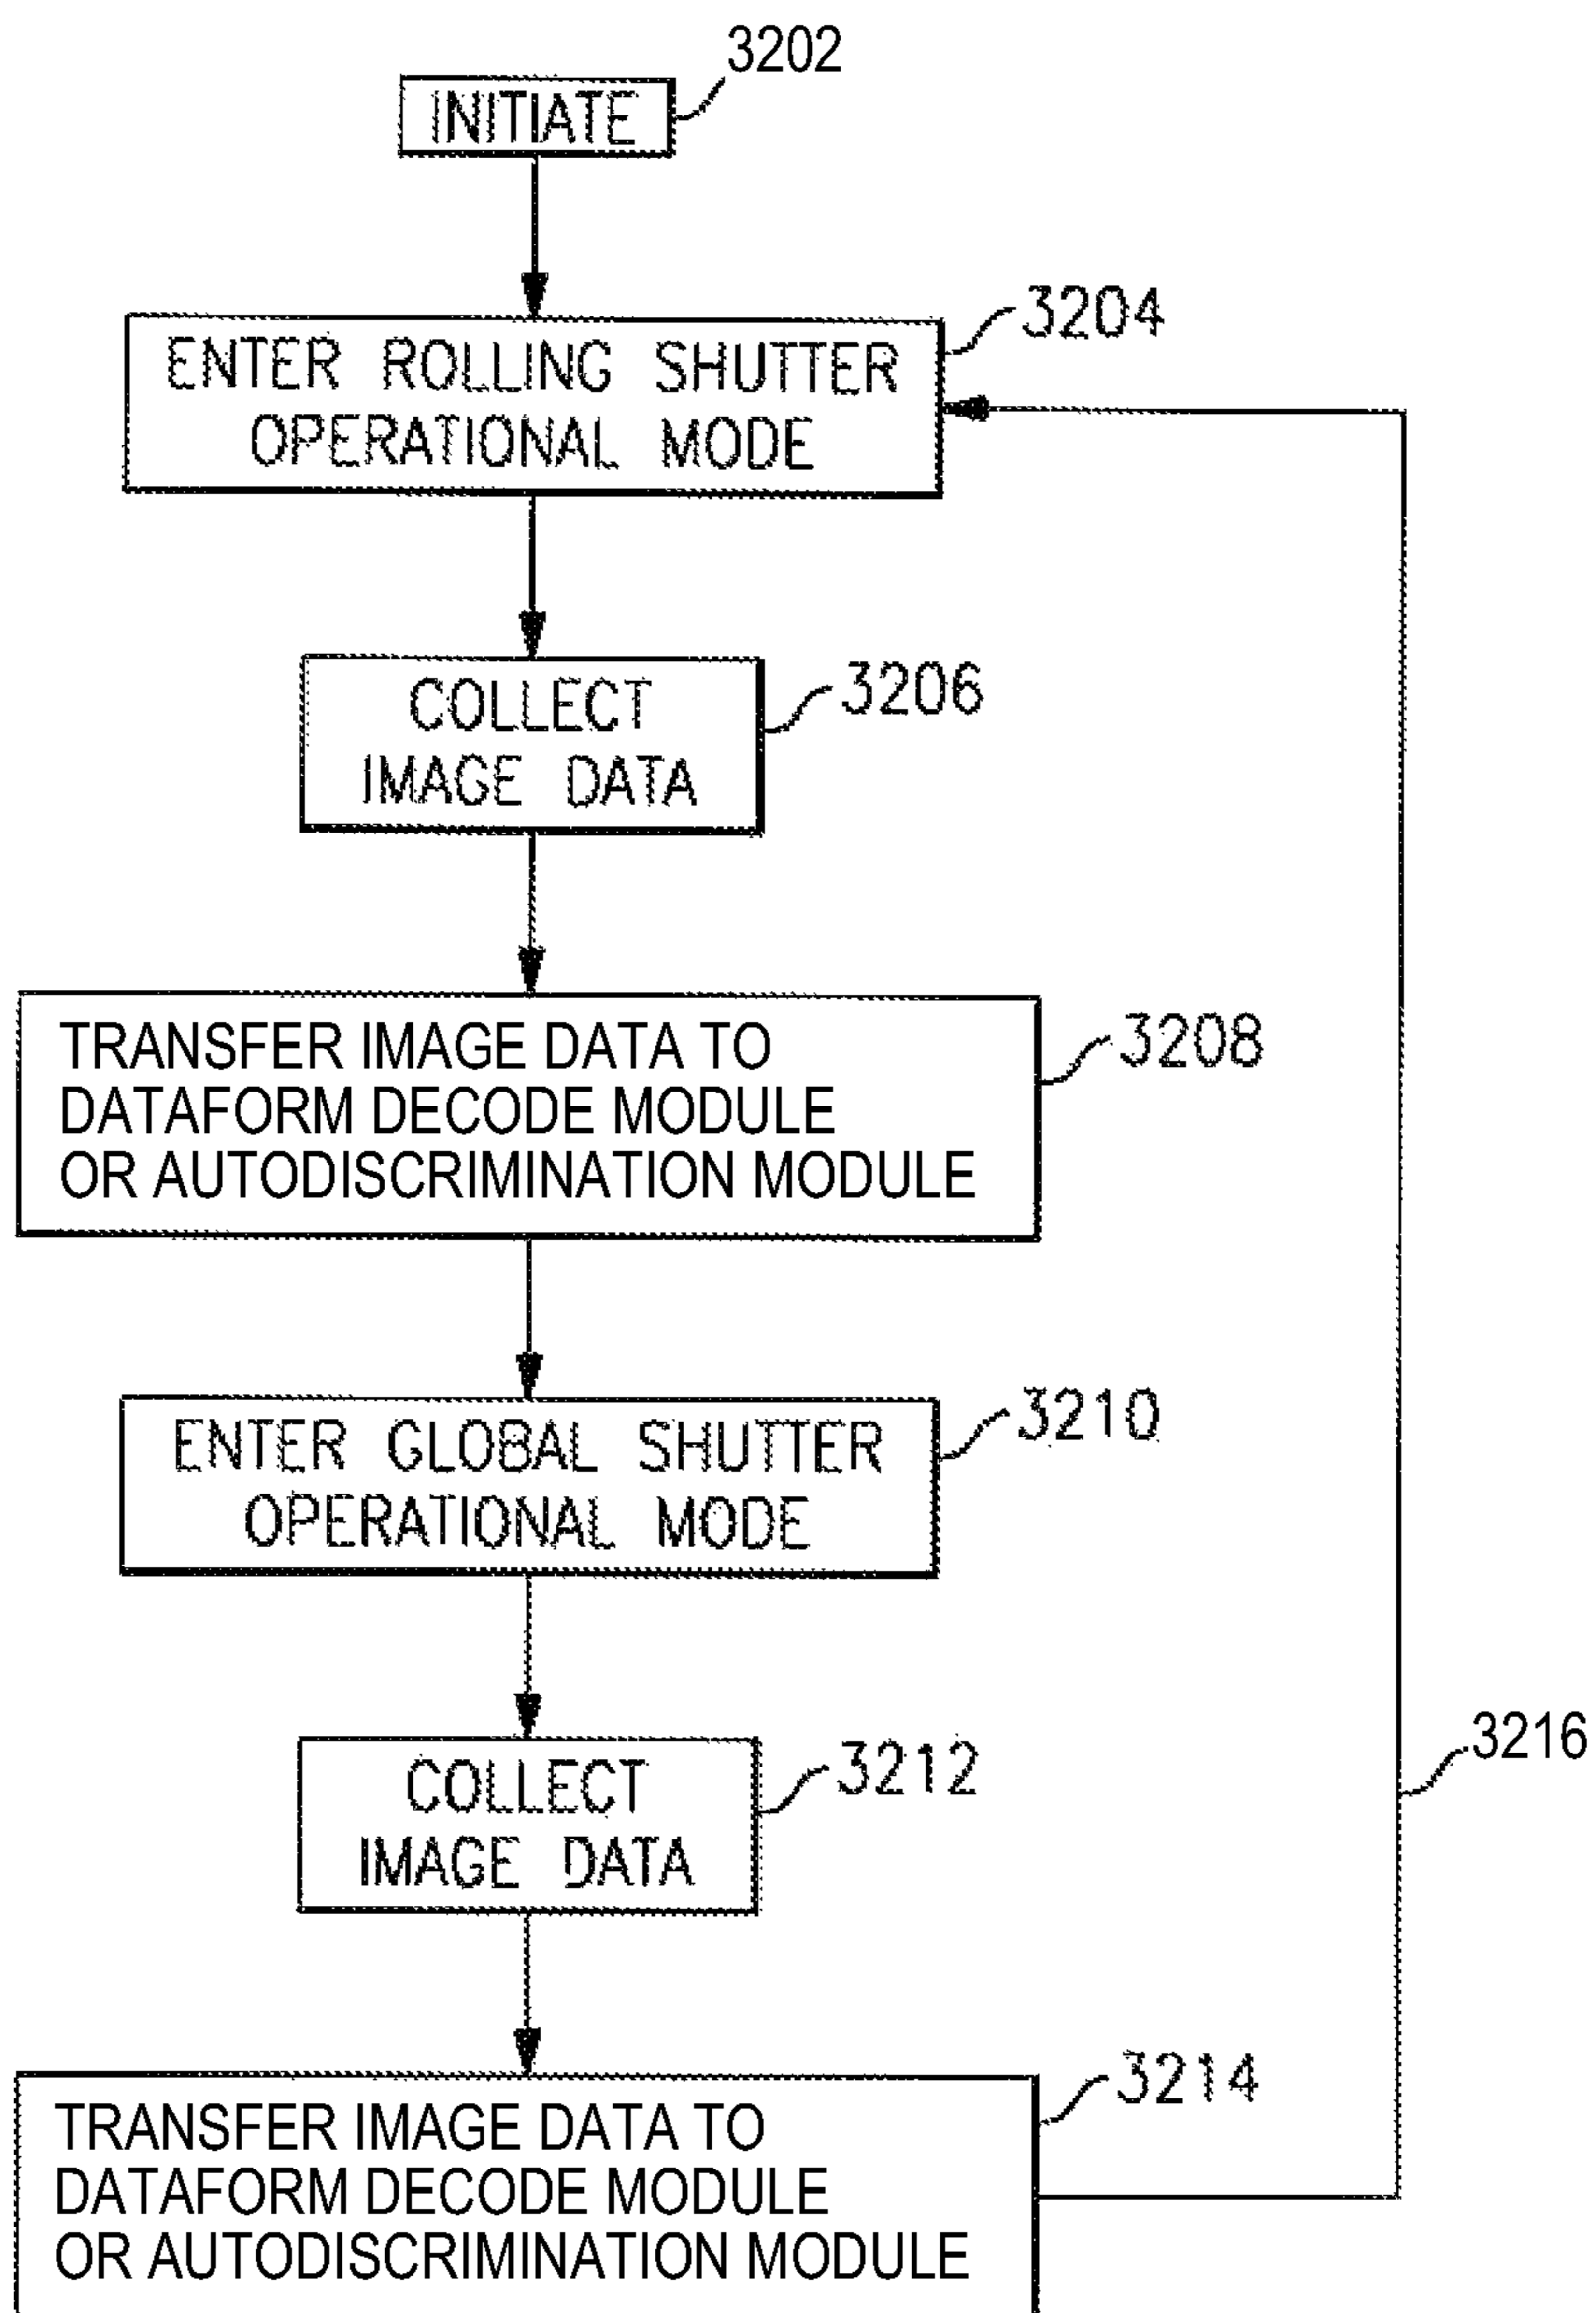 3202
INITIATE
3204
ENTER ROLLING SHUTTER
OPERATIONAL MODE
3206
COLLECT
IMAGE DATA
3208
TRANSFER IMAGE DATA TO
DATAFORM DECODE MODULE
OR AUTODISCRIMINATION MODULE
3210
ENTER GLOBAL SHUTTER
OPERATIONAL MODE
3212
COLLECT
IMAGE DATA
3216
3214
TRANSFER IMAGE DATA TO
DATAFORM DECODE MODULE
OR AUTODISCRIMINATION MODULE